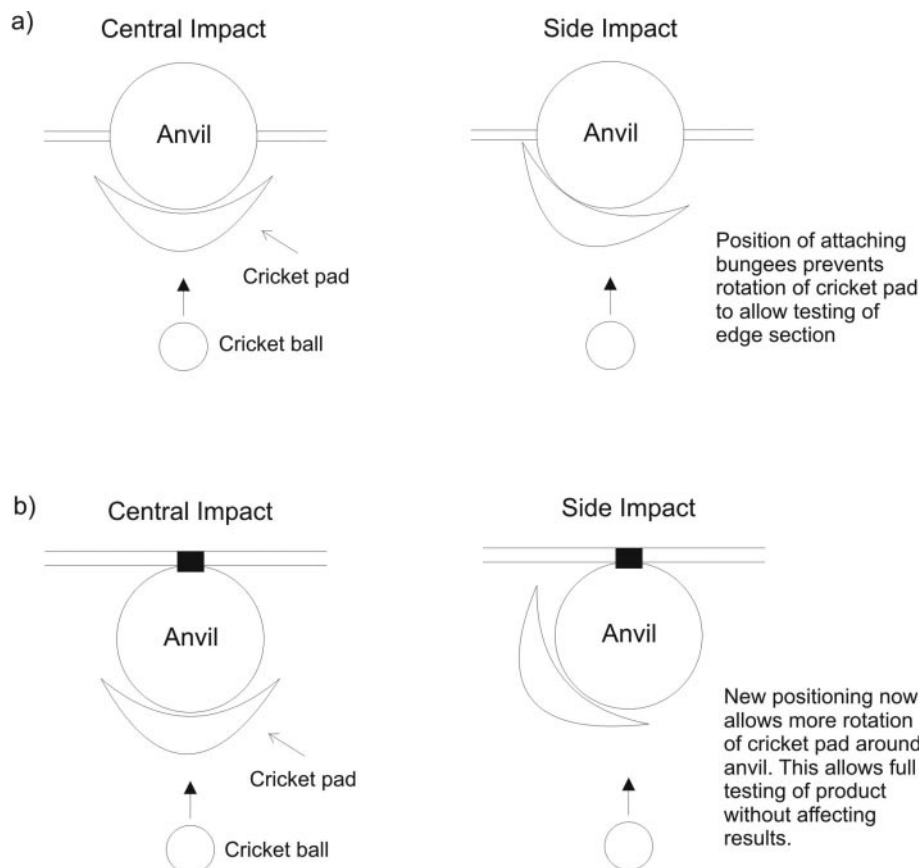 a)
Central Impact
Side Impact
Anvil
Anvil
Cricket pad
Cricket ball
Position of attaching
bungees prevents
rotation of cricket pad
to allow testing of
edge section
b)
Central Impact
Side Impact
Anvil
Anvil
Cricket pad
Cricket ball
New positioning now
allows more rotation
of cricket pad around
anvil. This allows full
testing of product
without affecting
results.